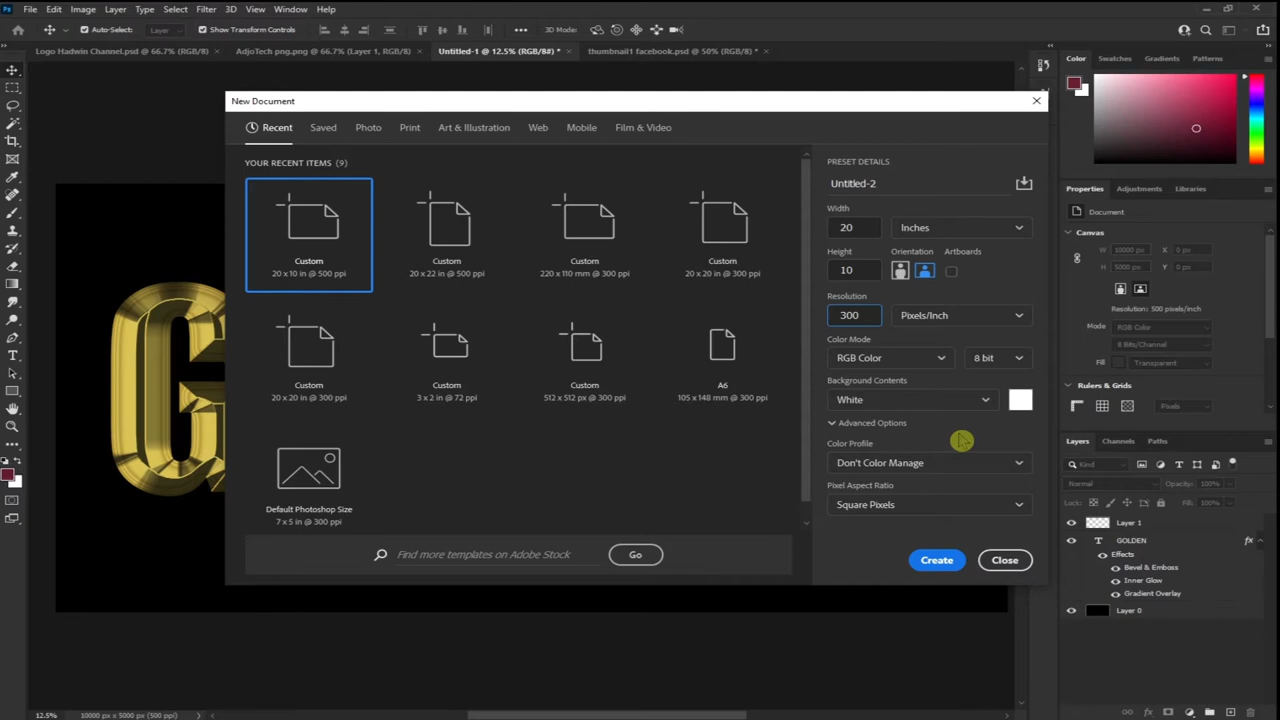 File Edit Image Layer Type Select Filter 3D View Window Help
Auto-Select: Layer Show Transform Controls 3D Mode:
Logo Hadwin Channel.psd @ 66.7% (RGB/8) × AdjoTech png.png @ 66.7% (Layer 1, RGB/8) × Untitled-1 @ 12.5% (RGB/8#) * × thumbnail1 facebook.psd @ 50% (RGB/8) * ×
Color Swatches Gradients Patterns
New Document
Recent Saved Photo Print Art & Illustration Web Mobile Film & Video
YOUR RECENT ITEMS (9)
Custom
20 x 10 in @ 500 ppi
Custom
20 x 22 in @ 500 ppi
Custom
220 x 110 mm @ 300 ppi
Custom
20 x 20 in @ 300 ppi
Custom
20 x 20 in @ 300 ppi
Custom
3 x 2 in @ 72 ppi
Custom
512 x 512 px @ 300 ppi
A6
105 x 148 mm @ 300 ppi
Default Photoshop Size
7 x 5 in @ 300 ppi
Find more templates on Adobe Stock Go
PRESET DETAILS
Untitled-2
Width
20 Inches
Height Orientation Artboards
10
Resolution
300 Pixels/Inch
Color Mode
RGB Color 8 bit
Background Contents
White
Advanced Options
Color Profile
Don't Color Manage
Pixel Aspect Ratio
Square Pixels
Create Close
Properties Adjustments Libraries
Document
Canvas
W 10000 px X 0 px
H 5000 px Y 0 px
Resolution: 500 pixels/inch
Mode RGB Color
8 Bits/Channel
Fill Transparent
Rulers & Grids
Pixels
Layers Channels Paths
Kind
Normal Opacity: 100%
Lock: Fill: 100%
Layer 1
T GOLDEN fx
Effects
Bevel & Emboss
Inner Glow
Gradient Overlay
Layer 0
G
12.5% 10000 px x 5000 px (500 ppi)